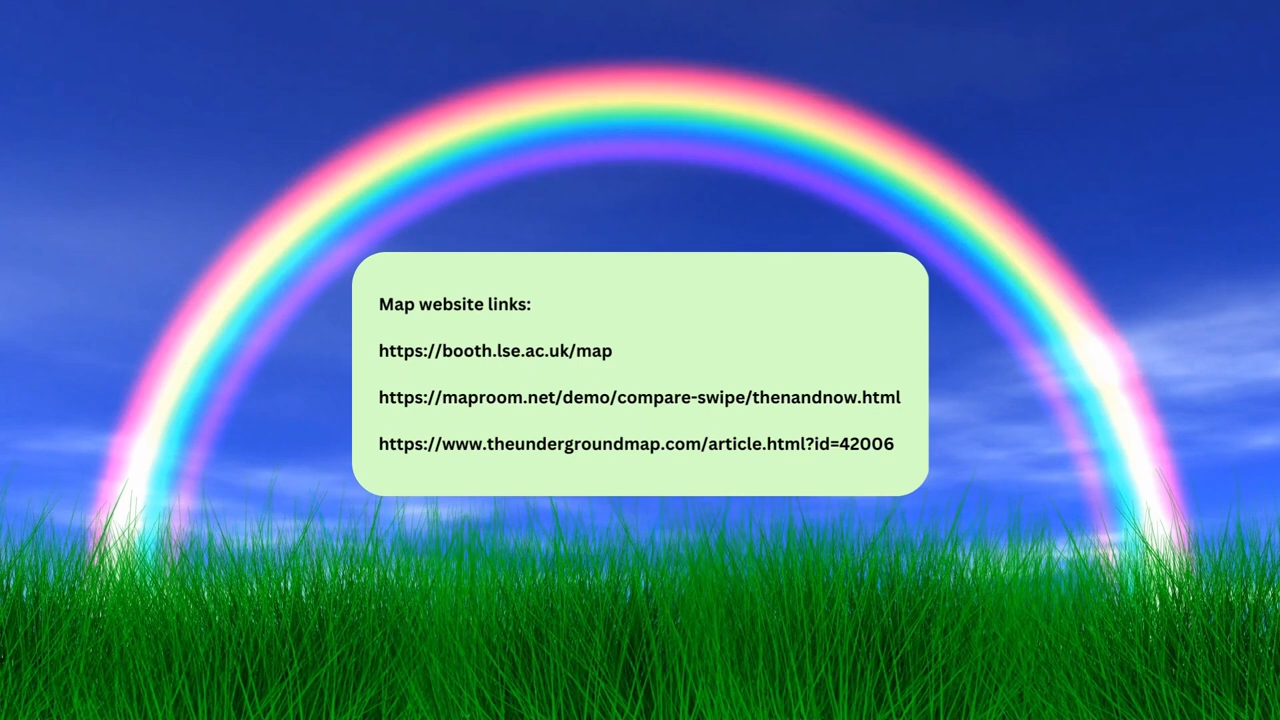 Map website links:
https://booth.lse.ac.uk/map
https://maproom.net/demo/compare-swipe/thenandnow.html
https://www.theundergroundmap.com/article.html?id=42006